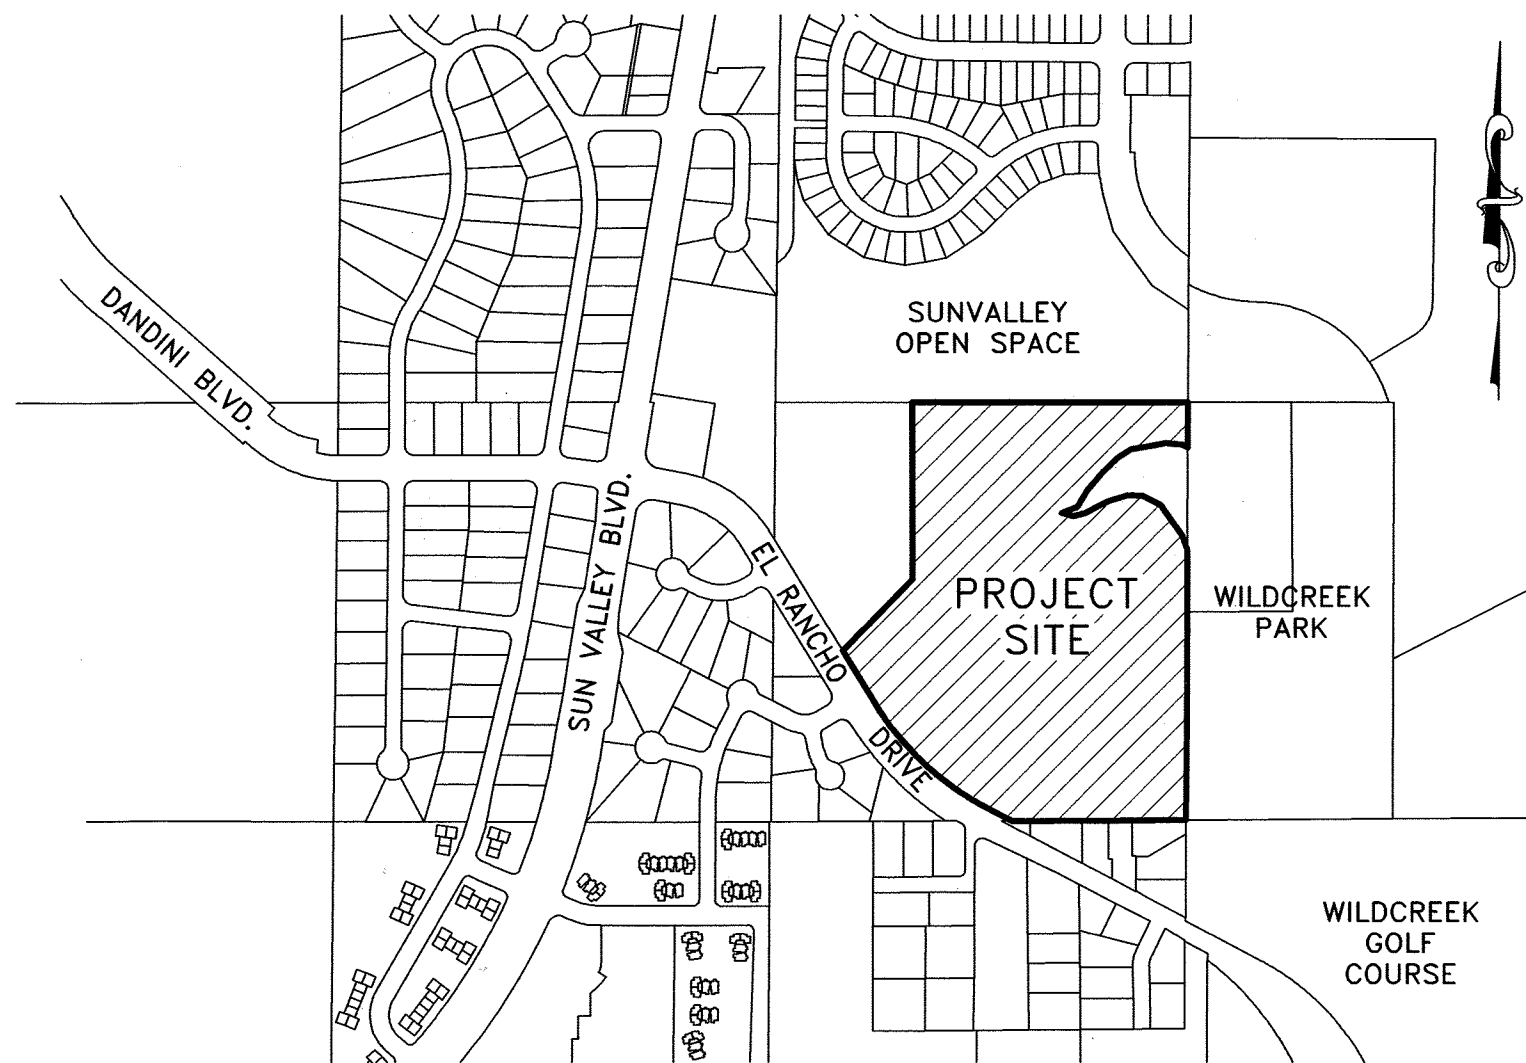 SUNVALLEY
OPEN SPACE
DANDINI BLVD.
SUN VALLEY BLVD.
EL RANCHO
DRIVE
PROJECT
SITE
WILDCREEK
PARK
WILDCREEK
GOLF
COURSE